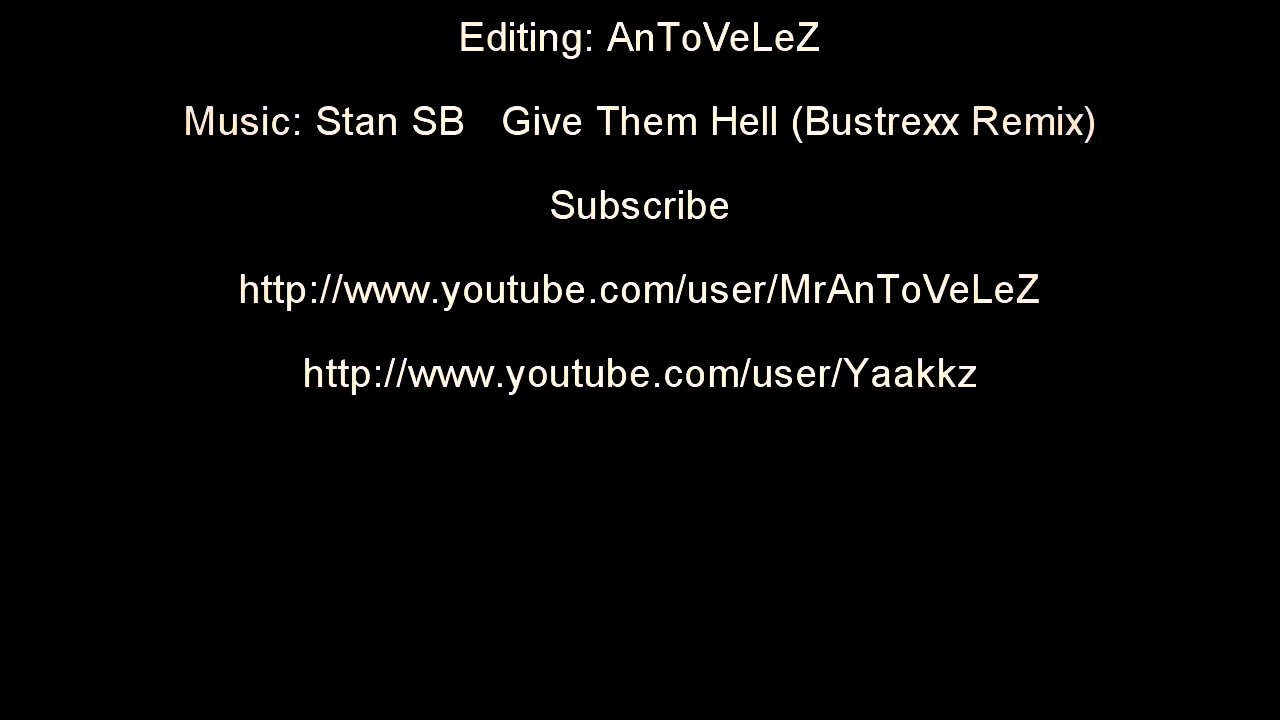 Editing: AnToVeLeZ
Music: Stan SB   Give Them Hell (Bustrexx Remix)
Subscribe
http://www.youtube.com/user/MrAnToVeLeZ
http://www.youtube.com/user/Yaakkz